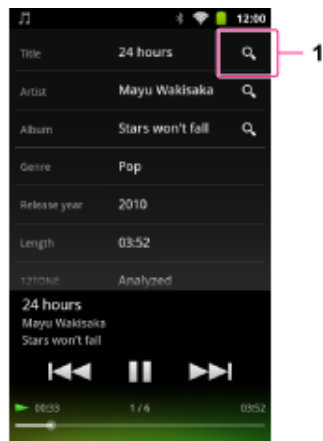 12:00
Title 24 hours
1
Artist Mayu Wakisaka
Album Stars won't fall
Genre Pop
Release year 2010
Length 03:52
12TONE Analyzed
24 hours
Mayu Wakisaka
Stars won't fall
00:33 1 / 6 03:52